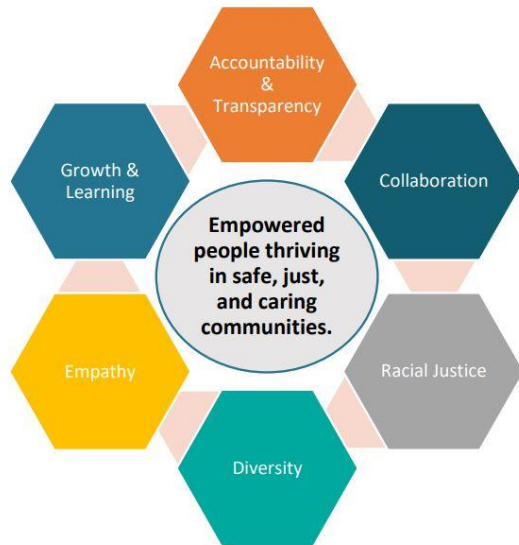 Accountability
&
Transparency
Collaboration
Racial Justice
Diversity
Empathy
Growth &
Learning
Empowered
people thriving
in safe, just,
and caring
communities.